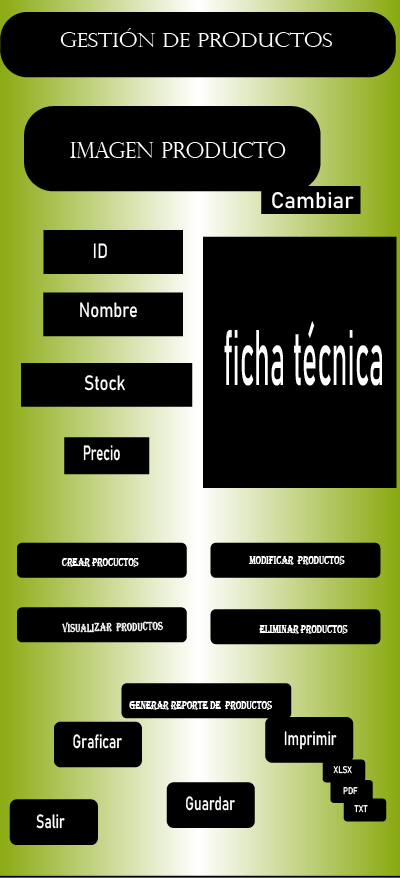 GESTIÓN DE PRODUCTOS
IMAGEN PRODUCTO
Cambiar
ID
Nombre
ficha técnica
Stock
Precio
CREAR PROCUCTOS
MODIFICAR PRODUCTOS
VISUALIZAR PRODUCTOS
ELIMINAR PRODUCTOS
GENERAR REPORTE DE PRODUCTOS
Graficar
Imprimir
XLSX
PDF
TXT
Guardar
Salir